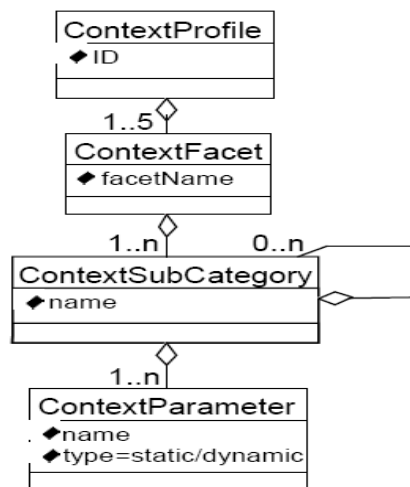 ContextProfile
ID
1..5
ContextFacet
facetName
1..n 0..n
ContextSubCategory
name
1..n
ContextParameter
name
type=static/dynamic